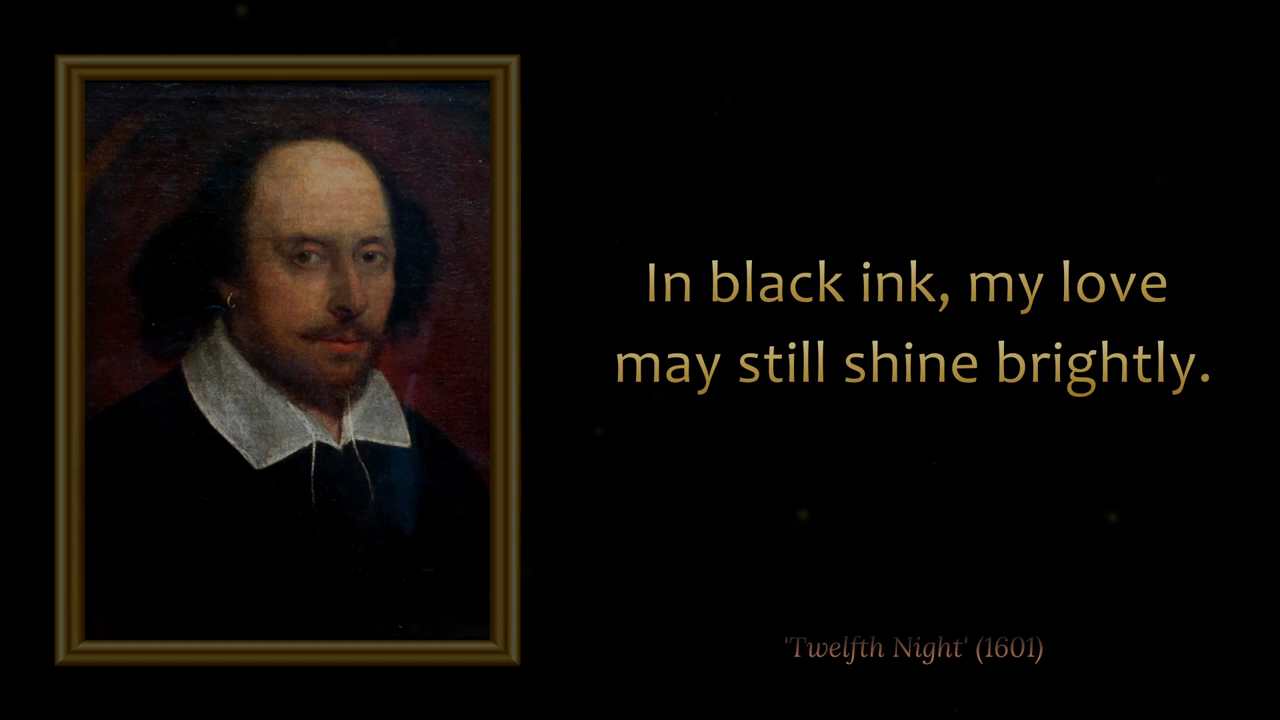 In black ink, my love
may still shine brightly.
'Twelfth Night' (1601)